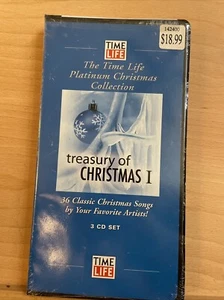 TIME
LIFE
142400
$18.99
The Time Life
Platinum Christmas
Collection
treasury of
CHRISTMAS I
36 Classic Christmas Songs
by Your Favorite Artists!
3 CD SET
TIME
LIFE